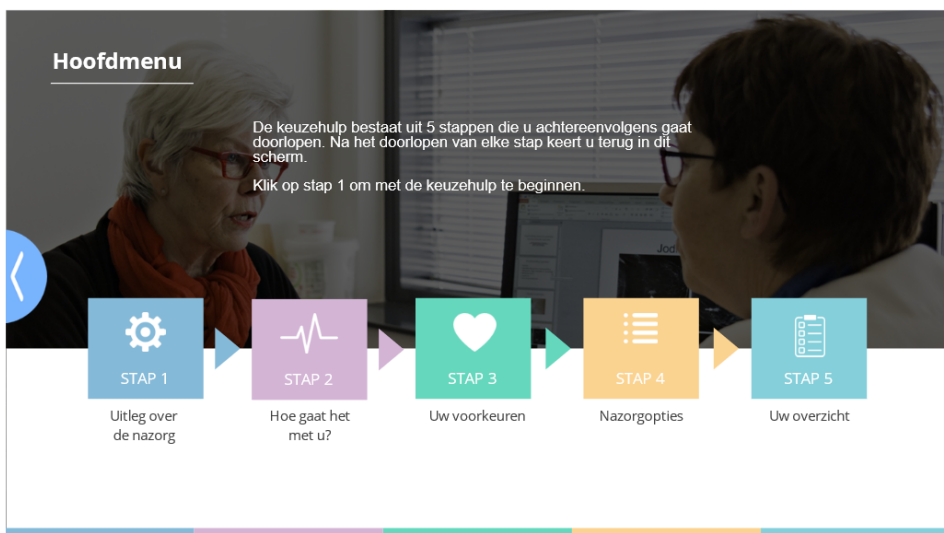 Hoofdmenu
De keuzehulp bestaat uit 5 stappen die u achtereenvolgens gaat
doorlopen. Na het doorlopen van elke stap keert u terug in dit
scherm.
Klik op stap 1 om met de keuzehulp te beginnen.
Jod
STAP 1
STAP 2
STAP 3
STAP 4
STAP 5
Uitleg over
de nazorg
Hoe gaat het
met u?
Uw voorkeuren
Nazorgopties
Uw overzicht